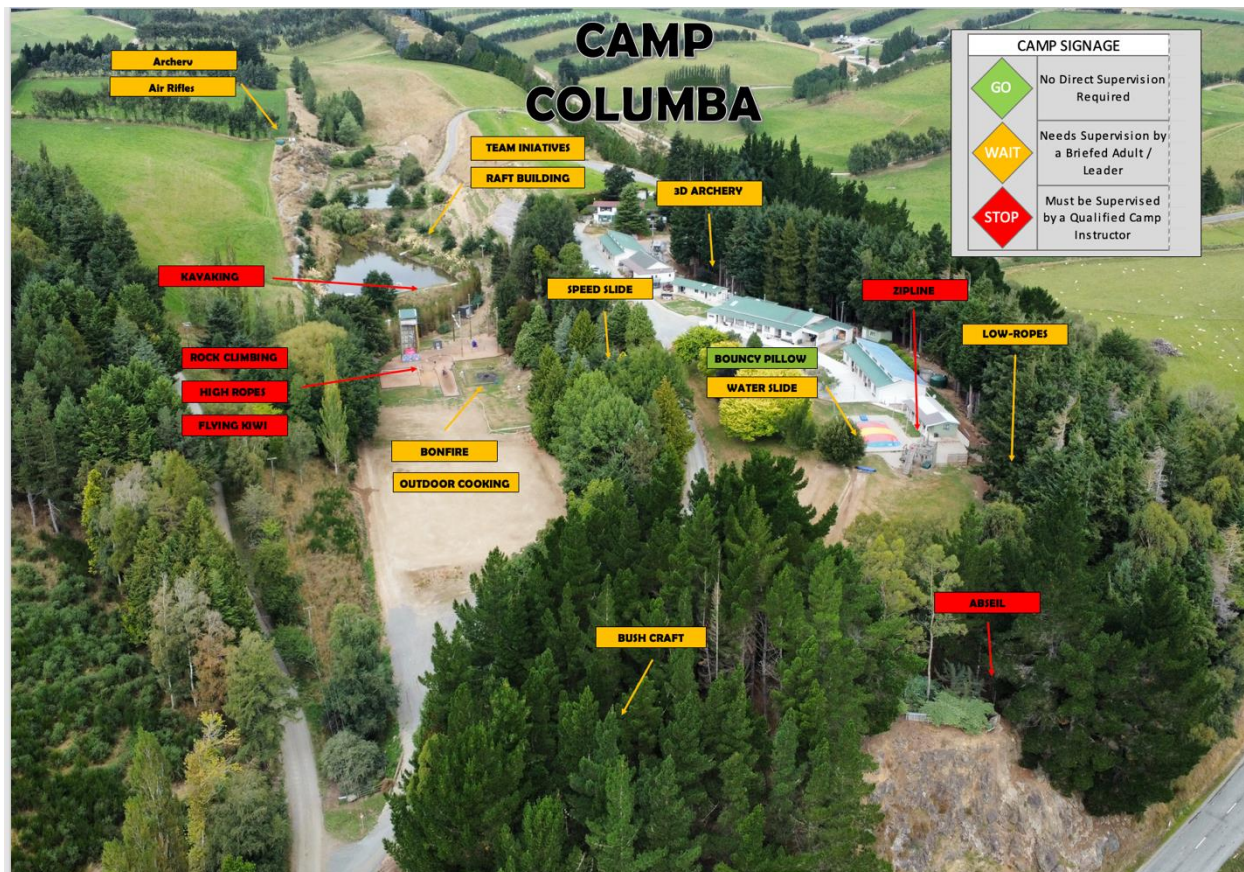 CAMP
COLUMBA
CAMP SIGNAGE
GO
No Direct Supervision
Required
WAIT
Needs Supervision by
a Briefed Adult /
Leader
STOP
Must be Supervised
by a Qualified Camp
Instructor
Archery
Air Rifles
TEAM INIATIVES
RAFT BUILDING
3D ARCHERY
KAYAKING
SPEED SLIDE
ZIPLINE
LOW-ROPES
ROCK CLIMBING
HIGH ROPES
FLYING KIWI
BOUNCY PILLOW
WATER SLIDE
BONFIRE
OUTDOOR COOKING
ABSEIL
BUSH CRAFT